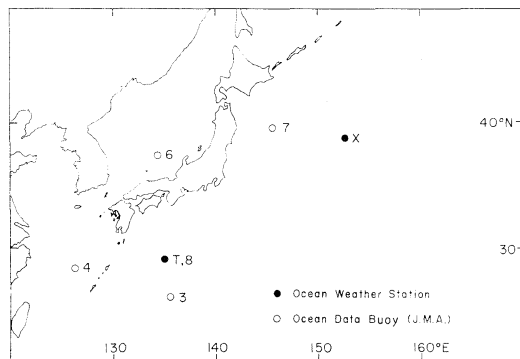 7
40°N
X
6
30
T,8
4
3
● Ocean Weather Station
○ Ocean Data Buoy (J.M.A.)
130 140 150 160°E